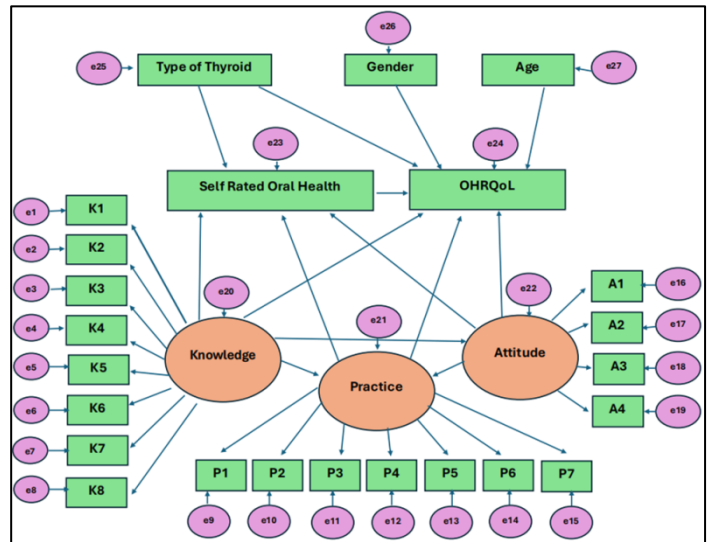 e26
e25
Type of Thyroid
Gender
Age
e27
e23
e24
Self Rated Oral Health
OHRQoL
e1
K1
e2
K2
e3
K3
e4
K4
e5
K5
e6
K6
e7
K7
e8
K8
e20
Knowledge
e21
Practice
e22
Attitude
A1
e16
A2
e17
A3
e18
A4
e19
P1
P2
P3
P4
P5
P6
P7
e9
e10
e11
e12
e13
e14
e15